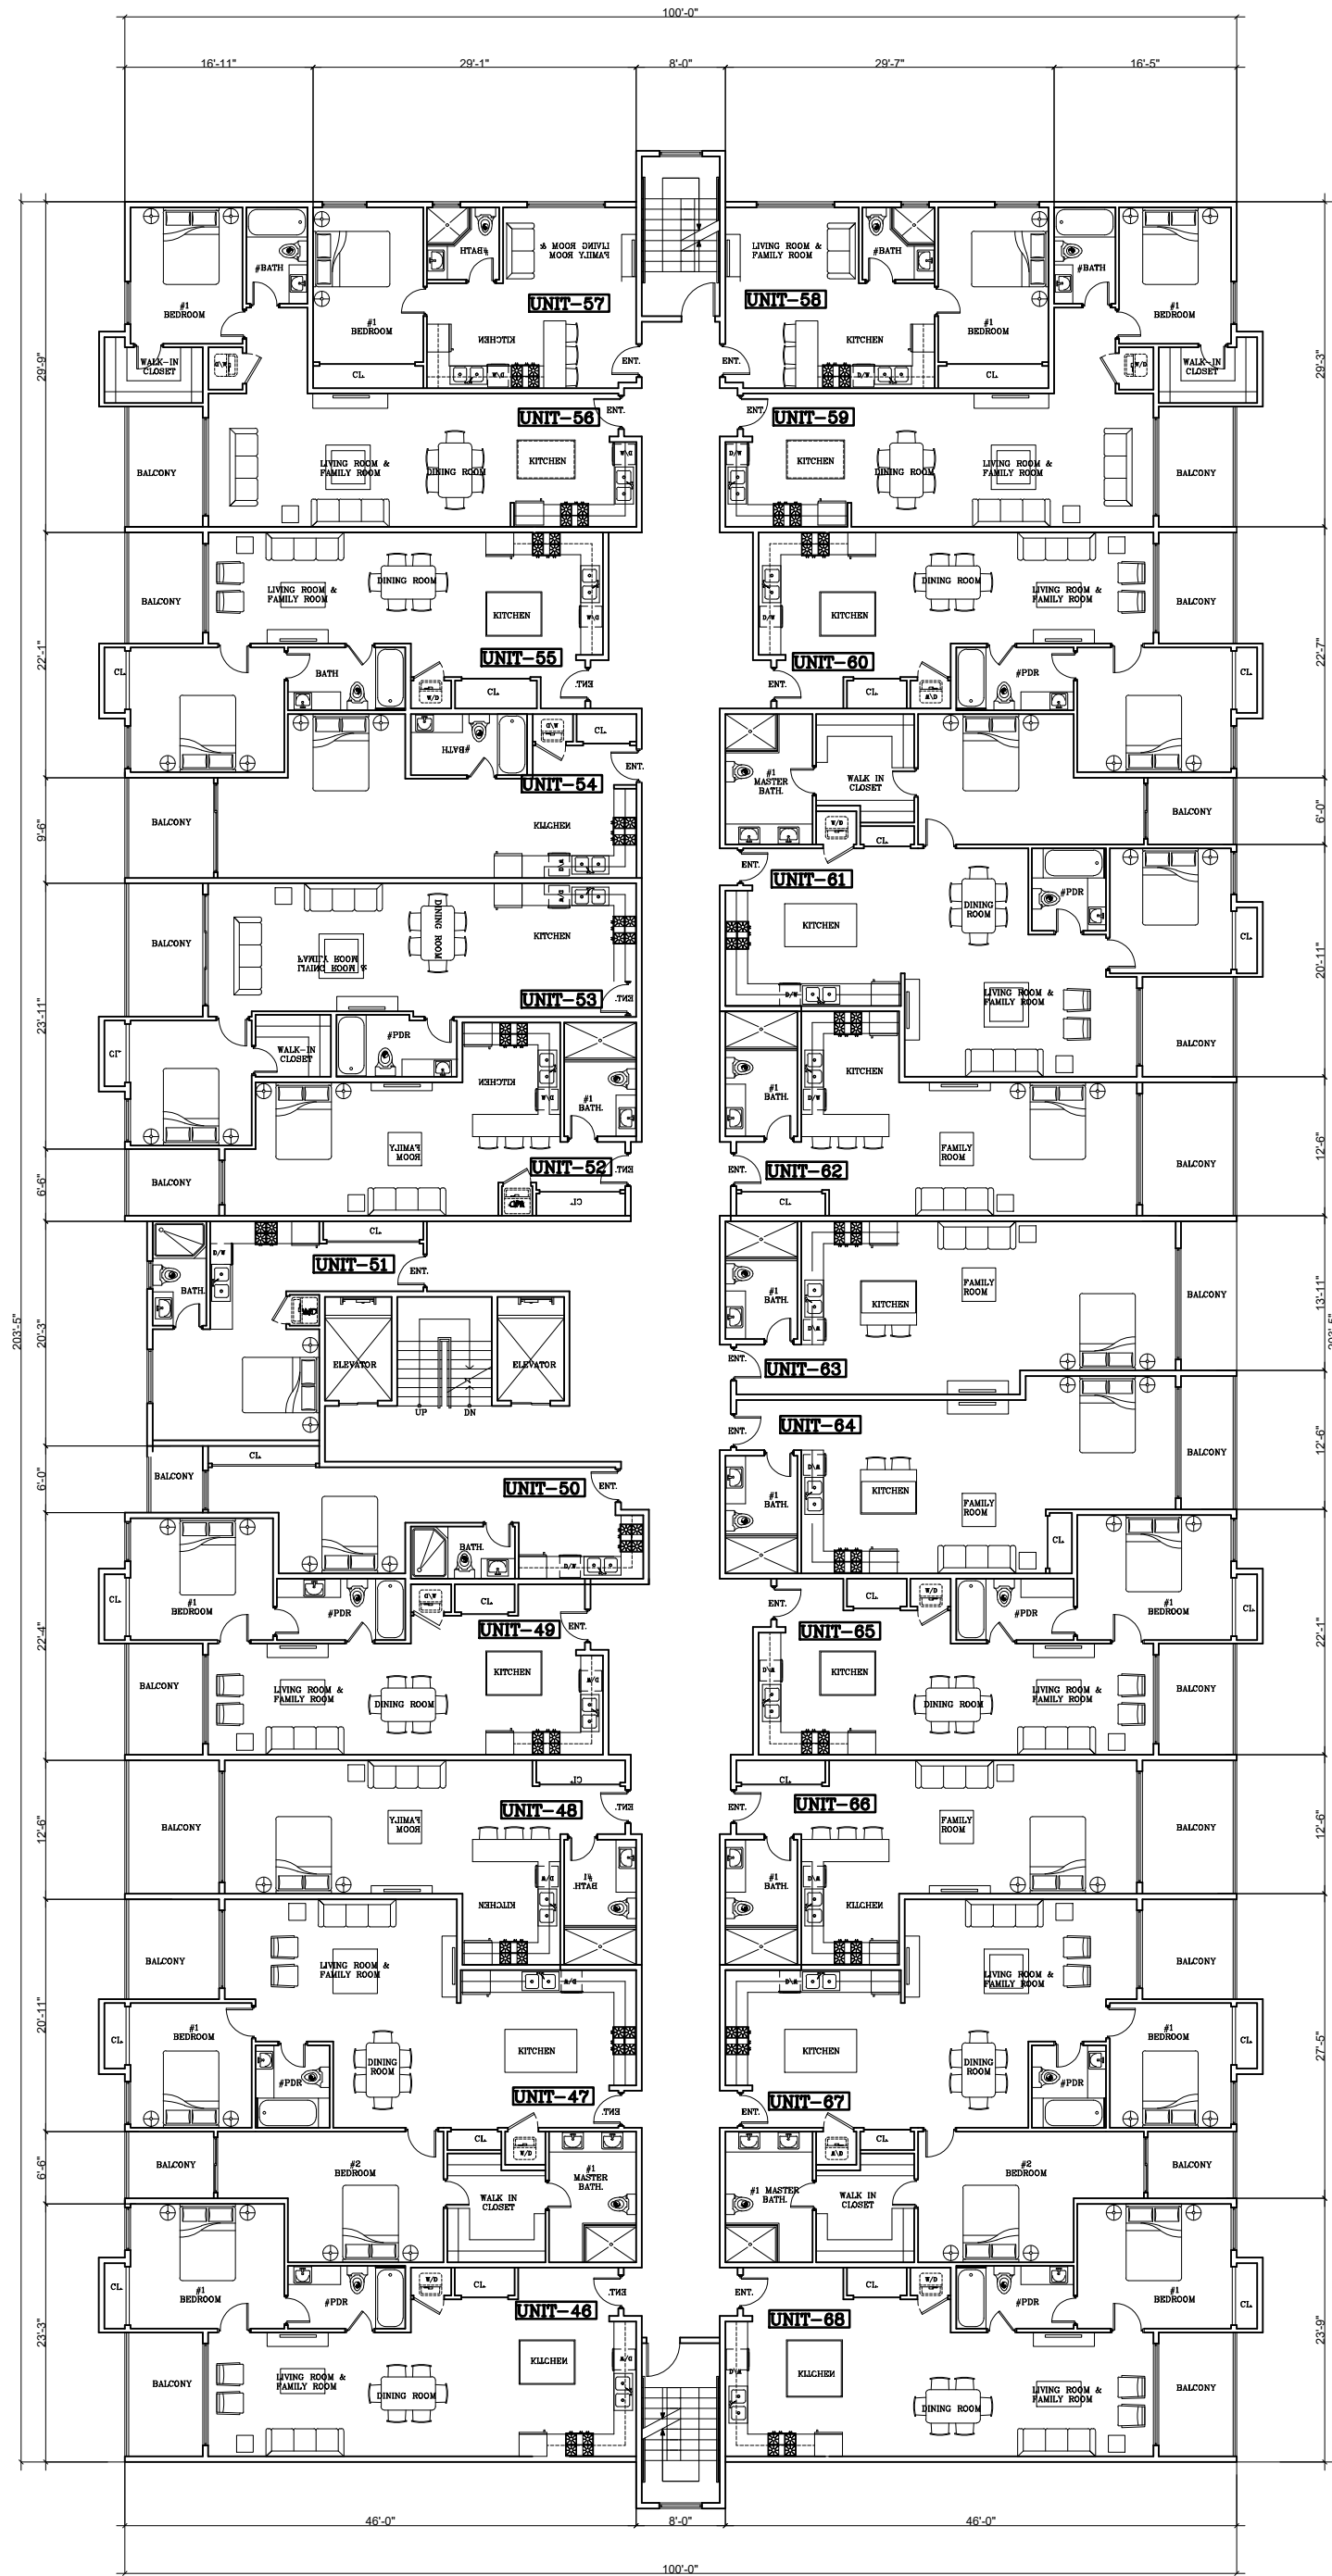 100'-0"
16'-11"
29'-1"
8'-0"
29'-7"
16'-5"
#BATH
#BATH
LIVING ROOM &
FAMILY ROOM
LIVING ROOM &
FAMILY ROOM
#BATH
#BATH
UNIT-57
UNIT-58
#1
BEDROOM
#1
BEDROOM
#1
BEDROOM
#1
BEDROOM
KITCHEN
KITCHEN
WALK-IN
CLOSET
W/D
CL.
D/W
ENT.
ENT.
D/W
CL.
W/D
WALK-IN
CLOSET
29'-9"
29'-3"
UNIT-56
ENT.
ENT.
UNIT-59
BALCONY
LIVING ROOM &
FAMILY ROOM
DINING ROOM
KITCHEN
D/W
D/W
KITCHEN
DINING ROOM
LIVING ROOM &
FAMILY ROOM
BALCONY
BALCONY
LIVING ROOM &
FAMILY ROOM
DINING ROOM
KITCHEN
D/W
D/W
KITCHEN
DINING ROOM
LIVING ROOM &
FAMILY ROOM
BALCONY
22'-1"
22'-7"
UNIT-55
UNIT-60
CL.
BATH
W/D
CL.
ENT.
ENT.
CL.
W/D
#PDR
CL.
#BATH
W/D
CL.
ENT.
UNIT-54
#1
MASTER
BATH.
WALK IN
CLOSET
9'-6"
BALCONY
KITCHEN
D/W
W/D
CL.
BALCONY
6'-0"
ENT.
UNIT-61
BALCONY
LIVING ROOM &
FAMILY ROOM
DINING ROOM
D/W
KITCHEN
KITCHEN
DINING
ROOM
#PDR
CL.
20'-11"
23'-11"
UNIT-53
ENT.
D/W
LIVING ROOM &
FAMILY ROOM
BALCONY
CL.
WALK-IN
CLOSET
#PDR
KITCHEN
D/W
#1
BATH.
#1
BATH.
D/W
KITCHEN
FAMILY
ROOM
FAMILY
ROOM
6'-6"
BALCONY
UNIT-52
ENT.
W/D
CL.
ENT.
UNIT-62
CL.
BALCONY
12'-6"
203'-5"
20'-3"
D/W
CL.
UNIT-51
ENT.
BATH.
W/D
ELEVATOR
ELEVATOR
UP
DN
#1
BATH.
D/W
KITCHEN
FAMILY
ROOM
BALCONY
13'-11"
203'-5"
ENT.
UNIT-63
ENT.
UNIT-64
6'-0"
BALCONY
CL.
UNIT-50
ENT.
#1
BATH.
D/W
KITCHEN
FAMILY
ROOM
BALCONY
12'-6"
BATH.
D/W
CL.
#1
BEDROOM
CL.
#PDR
W/D
CL.
ENT.
ENT.
CL.
W/D
#PDR
#1
BEDROOM
CL.
22'-4"
UNIT-49
UNIT-65
22'-1"
BALCONY
LIVING ROOM &
FAMILY ROOM
DINING ROOM
KITCHEN
D/W
D/W
KITCHEN
DINING ROOM
LIVING ROOM &
FAMILY ROOM
BALCONY
12'-6"
BALCONY
FAMILY
ROOM
UNIT-48
CL.
ENT.
CL.
ENT.
UNIT-66
FAMILY
ROOM
BALCONY
12'-6"
KITCHEN
D/W
#1
BATH.
#1
BATH.
D/W
KITCHEN
BALCONY
LIVING ROOM &
FAMILY ROOM
D/W
D/W
LIVING ROOM &
FAMILY ROOM
BALCONY
20'-11"
CL.
#1
BEDROOM
#PDR
DINING
ROOM
KITCHEN
KITCHEN
DINING
ROOM
#PDR
#1
BEDROOM
CL.
27'-5"
UNIT-47
ENT.
ENT.
UNIT-67
6'-6"
BALCONY
#2
BEDROOM
CL.
W/D
#1
MASTER
BATH.
WALK IN
CLOSET
#1 MASTER
BATH.
W/D
CL.
WALK IN
CLOSET
#2
BEDROOM
BALCONY
CL.
#1
BEDROOM
#PDR
W/D
CL.
ENT.
ENT.
CL.
W/D
#PDR
#1
BEDROOM
CL.
23'-3"
UNIT-46
UNIT-68
23'-9"
BALCONY
LIVING ROOM &
FAMILY ROOM
DINING ROOM
KITCHEN
D/W
D/W
KITCHEN
DINING ROOM
LIVING ROOM &
FAMILY ROOM
BALCONY
46'-0"
8'-0"
46'-0"
100'-0"